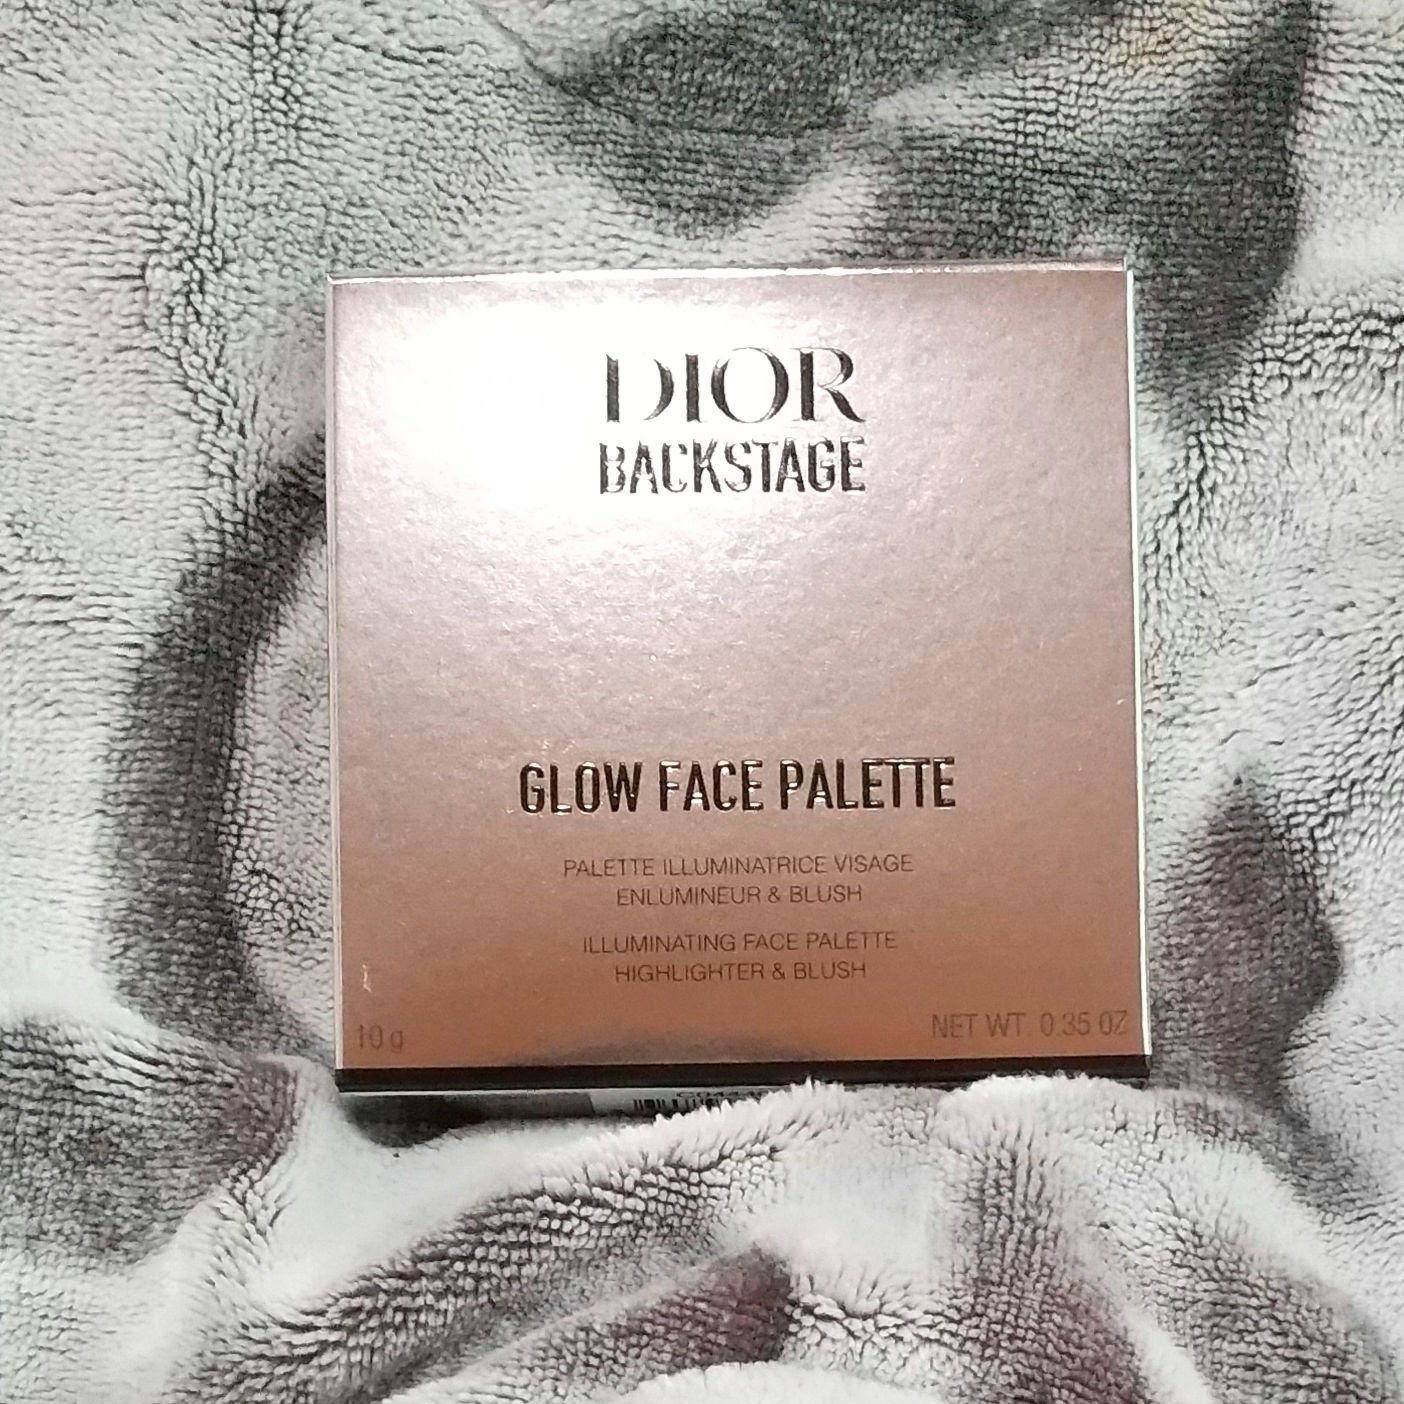 DIOR
BACKSTAGE
GLOW FACE PALETTE
PALETTE ILLUMINATRICE VISAGE
ENLUMINEUR & BLUSH
ILLUMINATING FACE PALETTE
HIGHLIGHTER & BLUSH
10 g
NET WT. 0.35 OZ